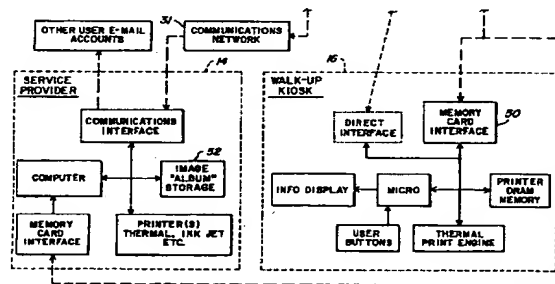 OTHER USER E-MAIL
ACCOUNTS
31
COMMUNICATIONS
NETWORK
14
SERVICE
PROVIDER
COMMUNICATIONS
INTERFACE
52
COMPUTER
IMAGE
"ALBUM"
STORAGE
MEMORY
CARD
INTERFACE
PRINTER(S)
THERMAL, INK JET
ETC.
16
WALK-UP
KIOSK
50
DIRECT
INTERFACE
MEMORY
CARD
INTERFACE
INFO DISPLAY
MICRO
PRINTER
DRAM
MEMORY
USER
BUTTONS
THERMAL
PRINT ENGINE